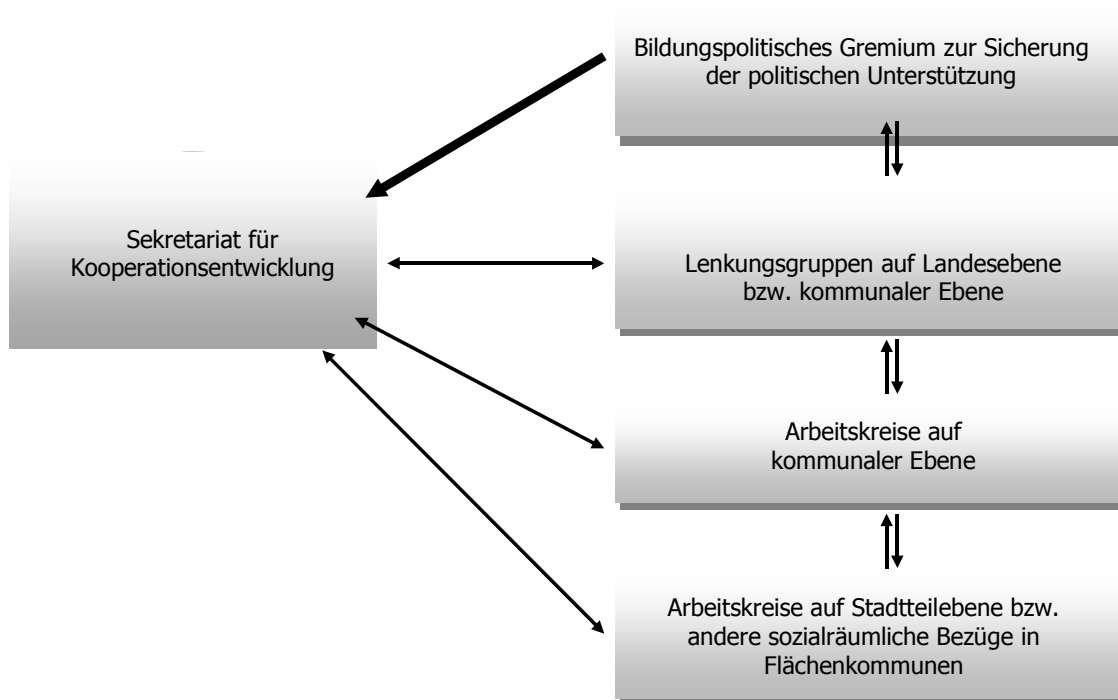 Bildungspolitisches Gremium zur Sicherung
der politischen Unterstützung
Sekretariat für
Kooperationsentwicklung
Lenkungsgruppen auf Landesebene
bzw. kommunaler Ebene
Arbeitskreise auf
kommunaler Ebene
Arbeitskreise auf Stadtteilebene bzw.
andere sozialräumliche Bezüge in
Flächenkommunen